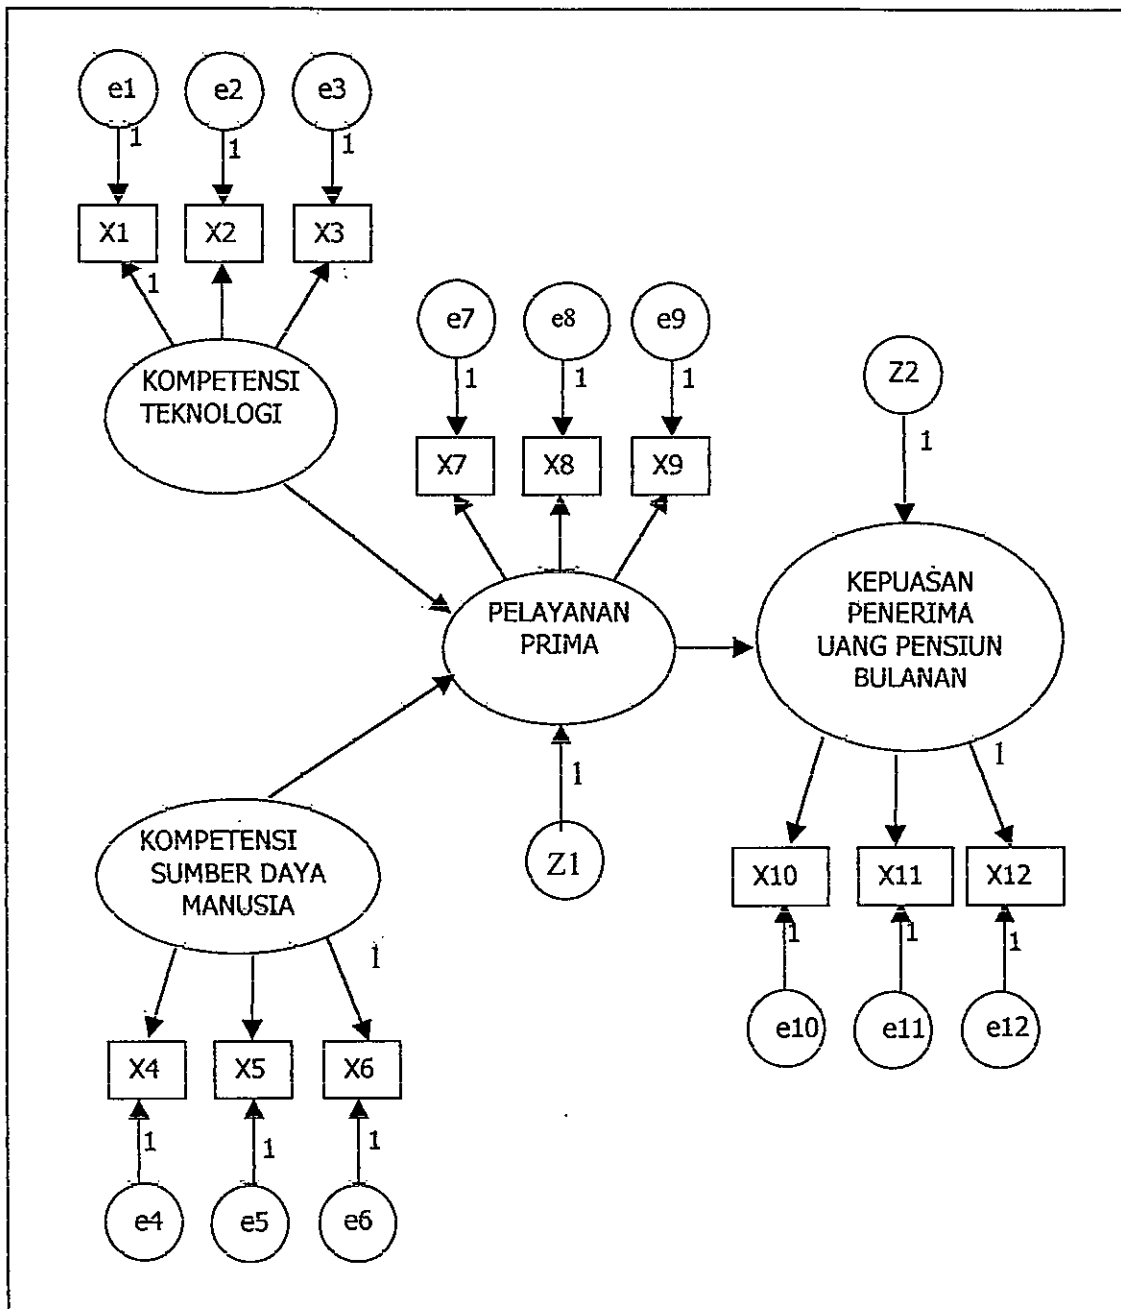 e1 e2 e3
1 1 1
X1 X2 X3
1
KOMPETENSI
TEKNOLOGI
e7 e8 e9
1 1 1
X7 X8 X9
Z2
1
PELAYANAN
PRIMA
KEPUASAN
PENERIMA
UANG PENSIUN
BULANAN
1
Z1
KOMPETENSI
SUMBER DAYA
MANUSIA
1
X4 X5 X6
1 1 1
e4 e5 e6
1
X10 X11 X12
1 1 1
e10 e11 e12